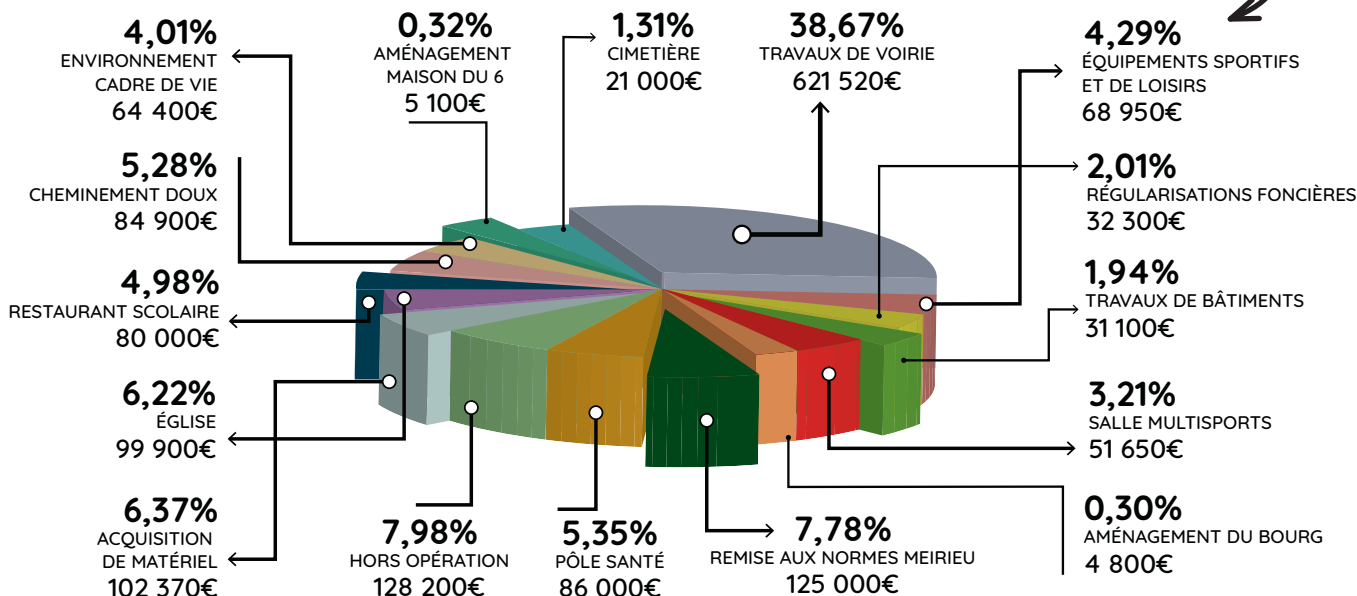 4,01%
ENVIRONNEMENT
CADRE DE VIE
64 400€
0,32%
AMÉNAGEMENT
MAISON DU 6
5 100€
1,31%
CIMETIÈRE
21 000€
38,67%
TRAVAUX DE VOIRIE
621 520€
4,29%
ÉQUIPEMENTS SPORTIFS
ET DE LOISIRS
68 950€
5,28%
CHEMINEMENT DOUX
84 900€
2,01%
RÉGULARISATIONS FONCIÈRES
32 300€
4,98%
RESTAURANT SCOLAIRE
80 000€
1,94%
TRAVAUX DE BÂTIMENTS
31 100€
6,22%
ÉGLISE
99 900€
3,21%
SALLE MULTISPORTS
51 650€
6,37%
ACQUISITION
DE MATÉRIEL
102 370€
7,98%
HORS OPÉRATION
128 200€
5,35%
PÔLE SANTÉ
86 000€
7,78%
REMISE AUX NORMES MEIRIEU
125 000€
0,30%
AMÉNAGEMENT DU BOURG
4 800€